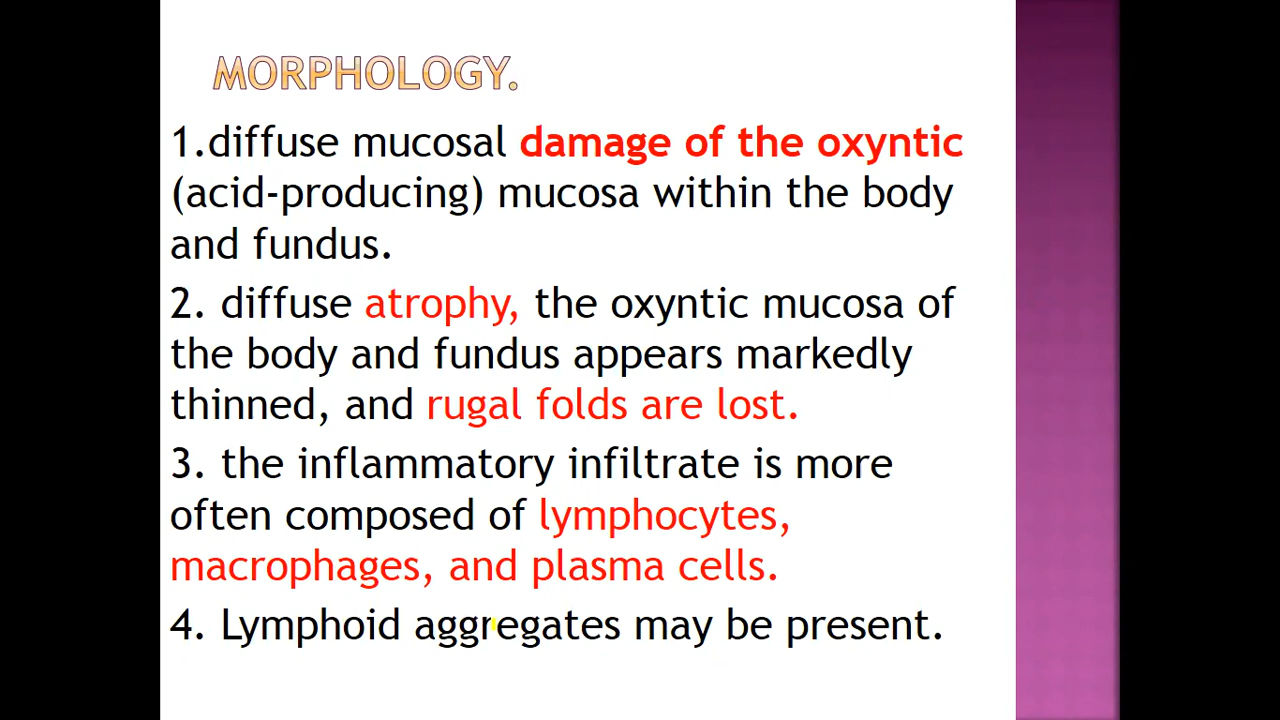 MORPHOLOGY.
1.diffuse mucosal damage of the oxyntic
(acid-producing) mucosa within the body
and fundus.
2. diffuse atrophy, the oxyntic mucosa of
the body and fundus appears markedly
thinned, and rugal folds are lost.
3. the inflammatory infiltrate is more
often composed of lymphocytes,
macrophages, and plasma cells.
4. Lymphoid aggregates may be present.